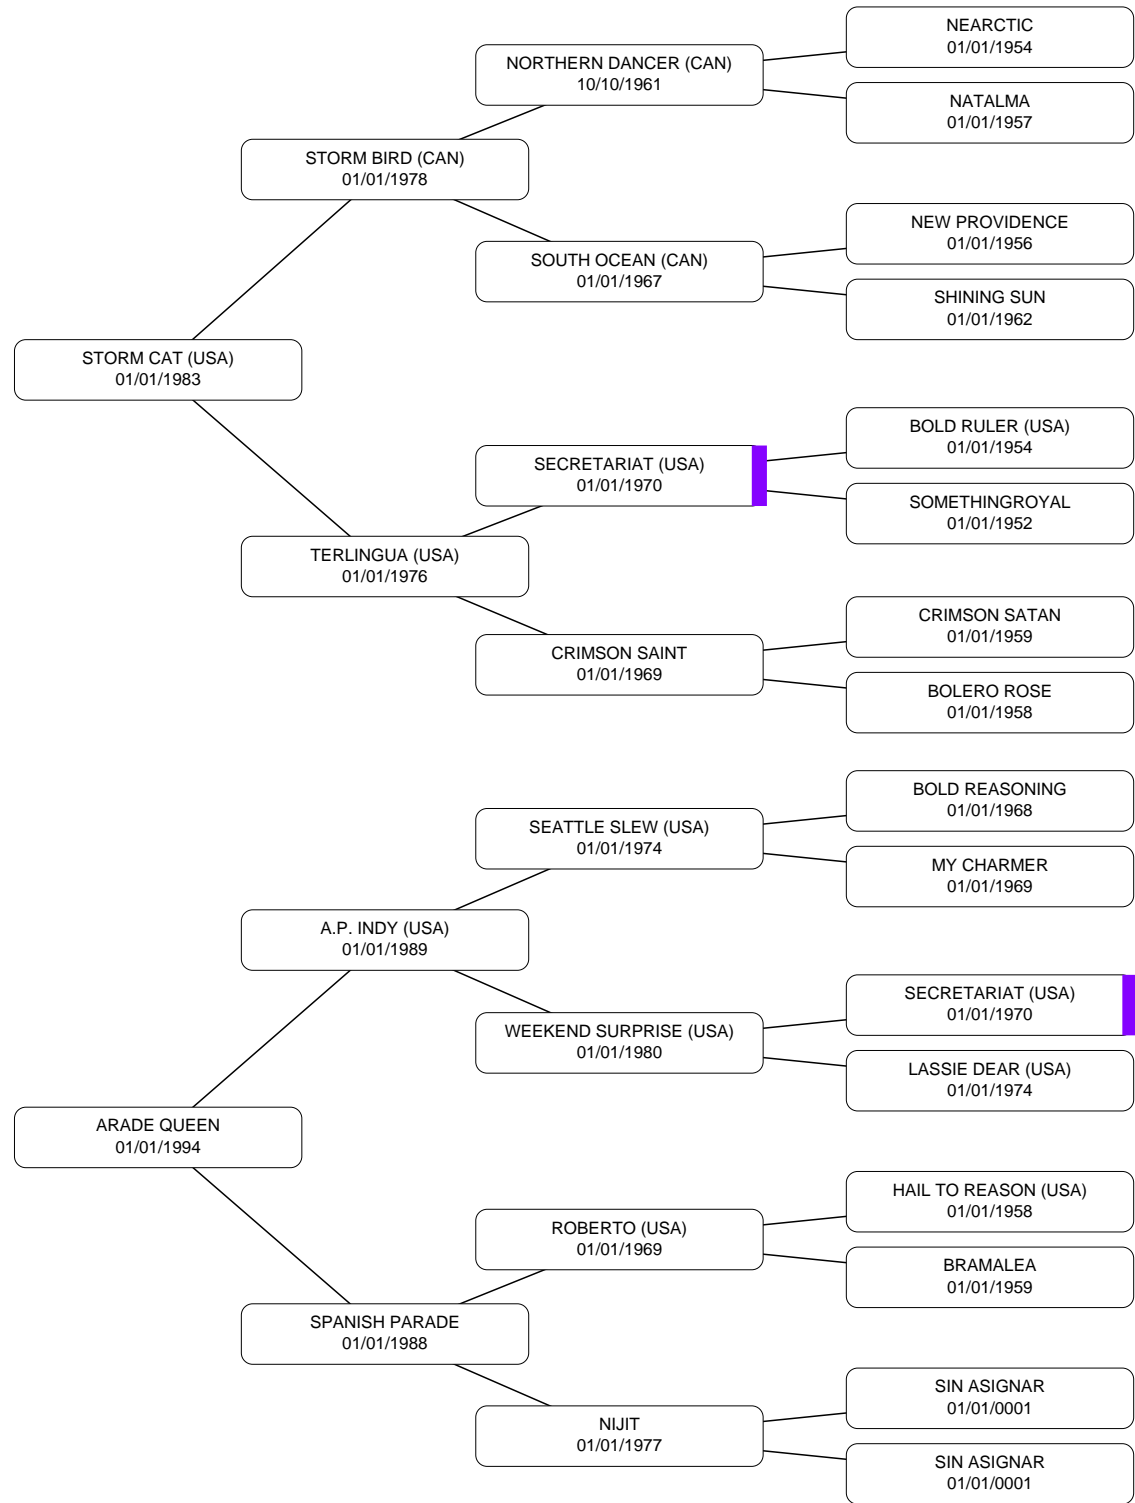 NEARCTIC
01/01/1954
NORTHERN DANCER (CAN)
10/10/1961
NATALMA
01/01/1957
STORM BIRD (CAN)
01/01/1978
NEW PROVIDENCE
01/01/1956
SOUTH OCEAN (CAN)
01/01/1967
SHINING SUN
01/01/1962
STORM CAT (USA)
01/01/1983
BOLD RULER (USA)
01/01/1954
SECRETARIAT (USA)
01/01/1970
SOMETHINGROYAL
01/01/1952
TERLINGUA (USA)
01/01/1976
CRIMSON SATAN
01/01/1959
CRIMSON SAINT
01/01/1969
BOLERO ROSE
01/01/1958
BOLD REASONING
01/01/1968
SEATTLE SLEW (USA)
01/01/1974
MY CHARMER
01/01/1969
A.P. INDY (USA)
01/01/1989
SECRETARIAT (USA)
01/01/1970
WEEKEND SURPRISE (USA)
01/01/1980
LASSIE DEAR (USA)
01/01/1974
ARADE QUEEN
01/01/1994
HAIL TO REASON (USA)
01/01/1958
ROBERTO (USA)
01/01/1969
BRAMALEA
01/01/1959
SPANISH PARADE
01/01/1988
SIN ASIGNAR
01/01/0001
NIJIT
01/01/1977
SIN ASIGNAR
01/01/0001